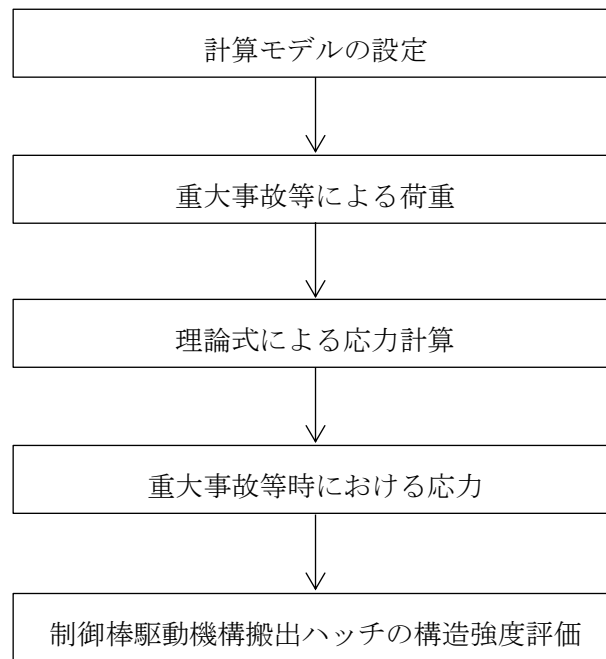 計算モデルの設定
重大事故等による荷重
理論式による応力計算
重大事故等時における応力
制御棒駆動機構搬出ハッチの構造強度評価